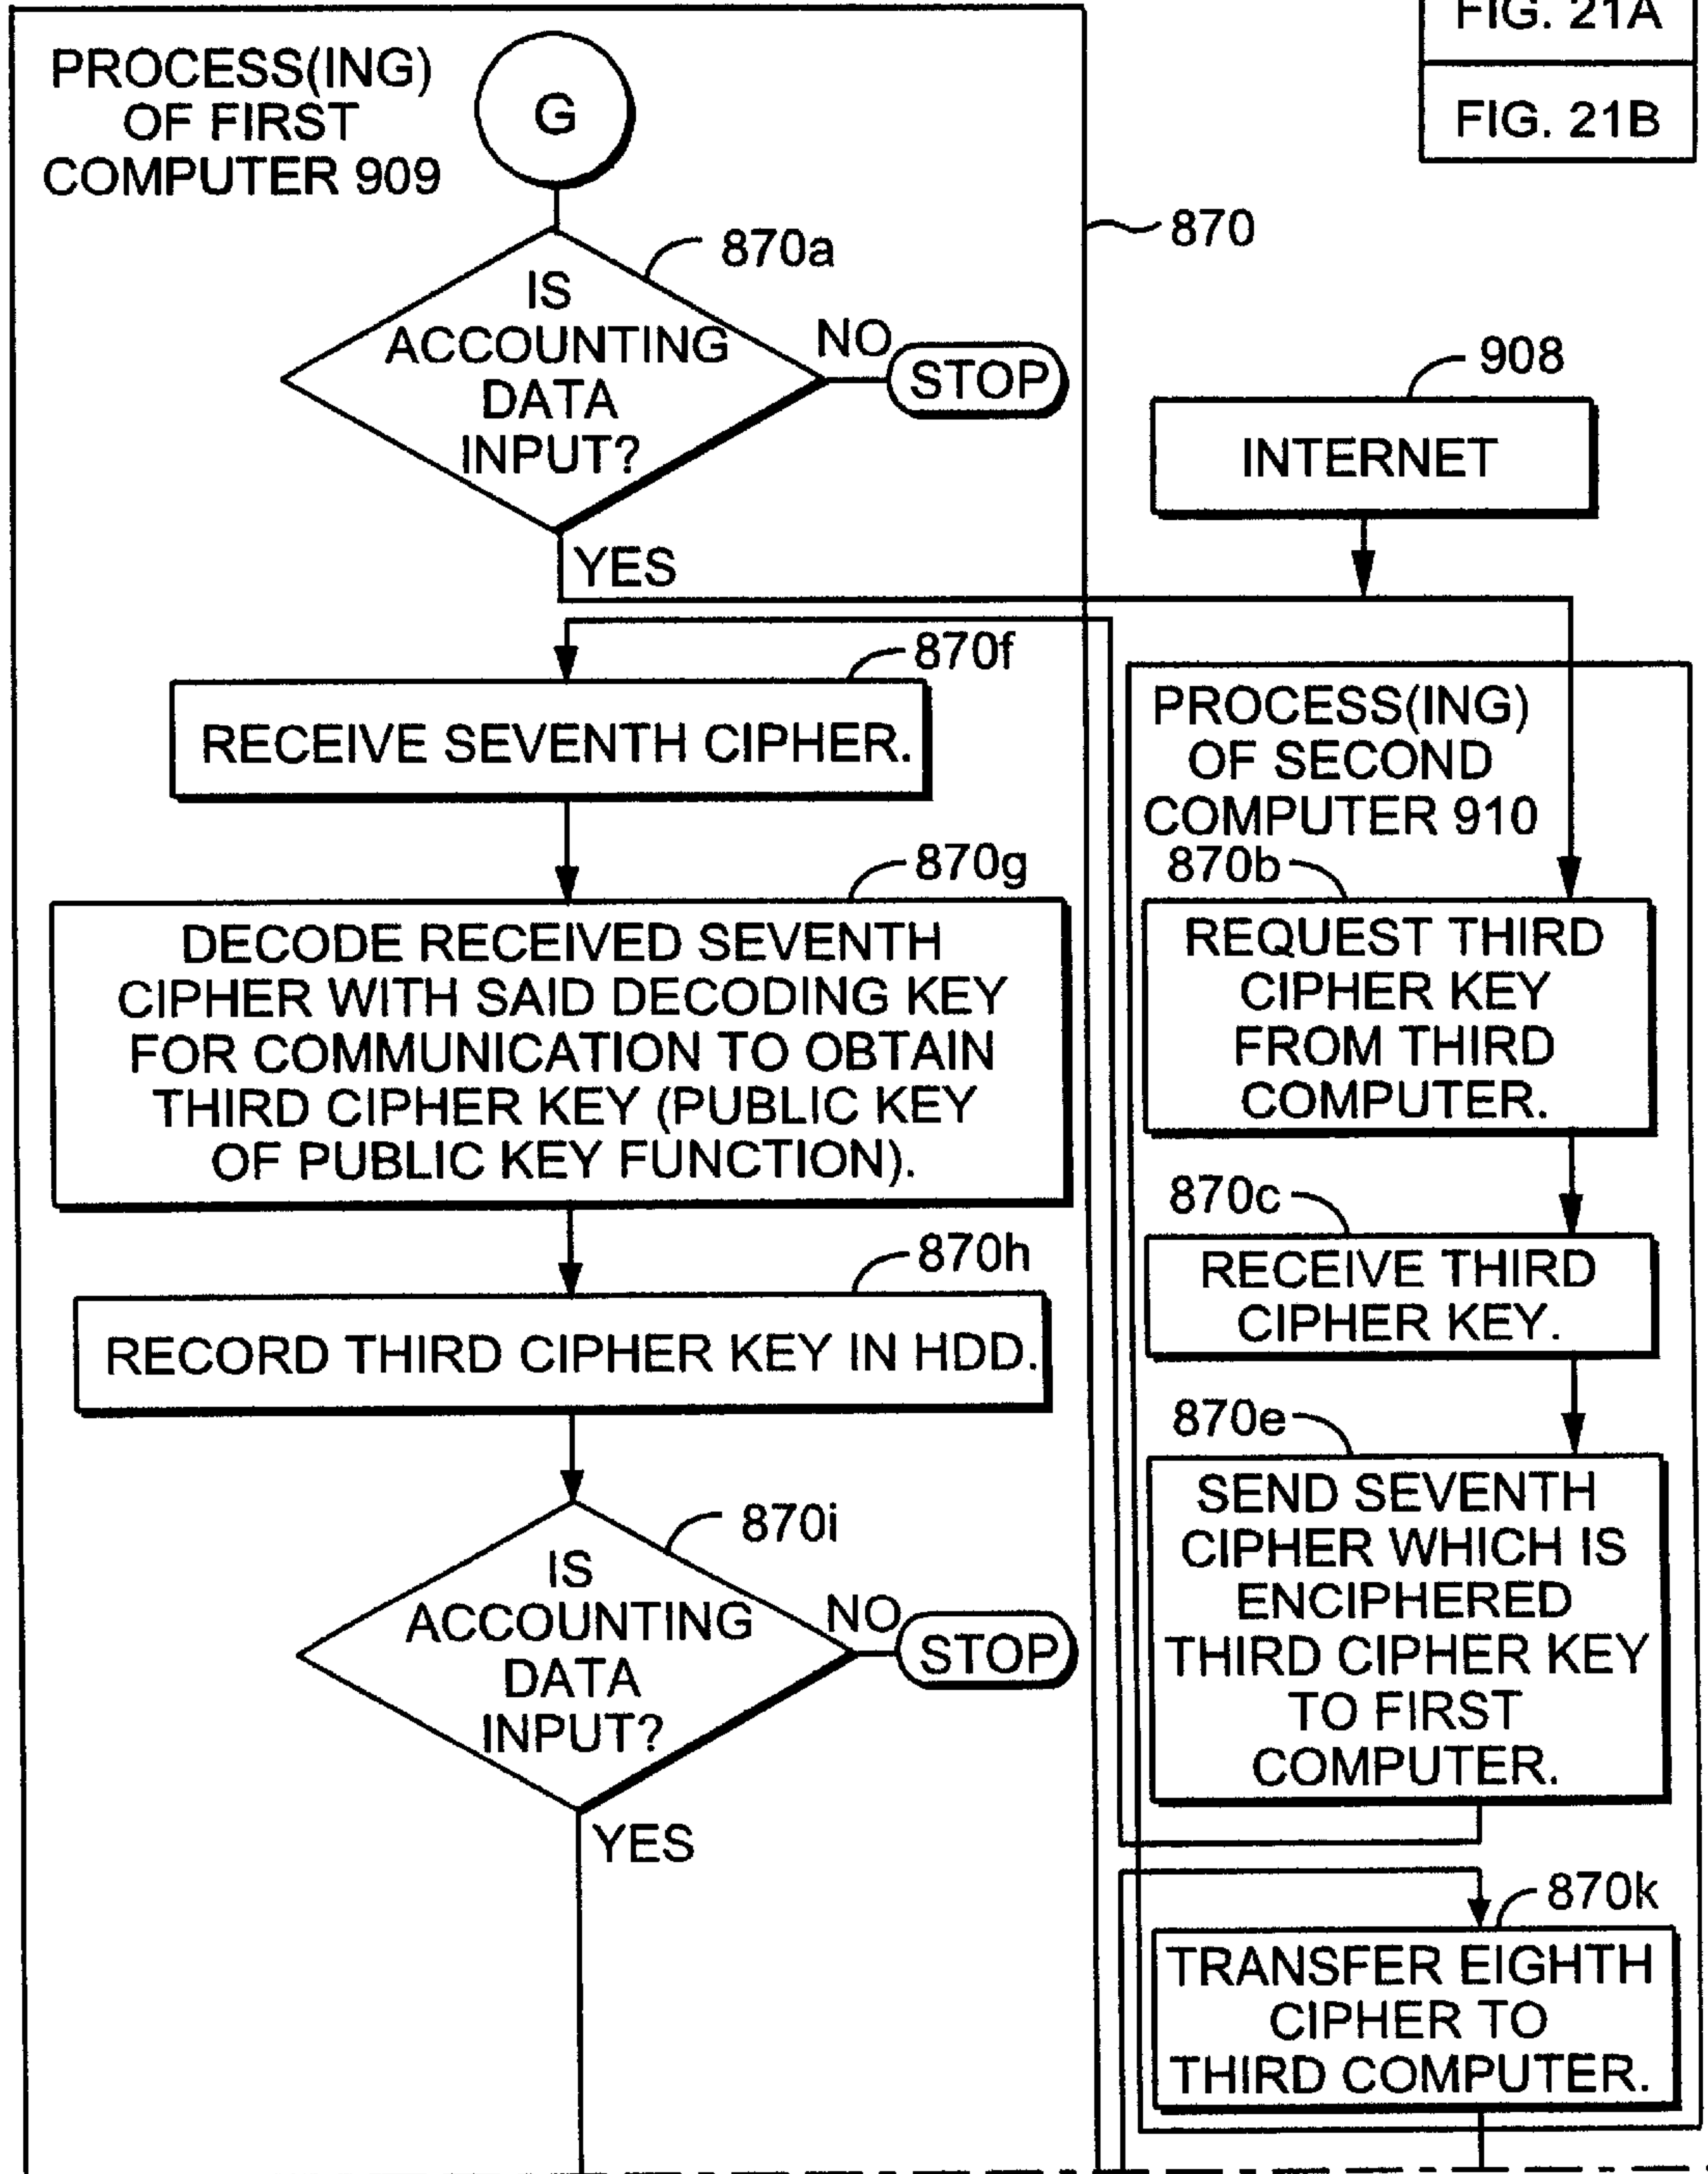 FIG. 21A
FIG. 21B
PROCESS(ING)
OF FIRST
COMPUTER 909
G
870
870a
IS
ACCOUNTING
DATA
INPUT?
NO
STOP
YES
908
INTERNET
870f
RECEIVE SEVENTH CIPHER.
870g
DECODE RECEIVED SEVENTH
CIPHER WITH SAID DECODING KEY
FOR COMMUNICATION TO OBTAIN
THIRD CIPHER KEY (PUBLIC KEY
OF PUBLIC KEY FUNCTION).
870h
RECORD THIRD CIPHER KEY IN HDD.
870i
IS
ACCOUNTING
DATA
INPUT?
NO
STOP
YES
PROCESS(ING)
OF SECOND
COMPUTER 910
870b
REQUEST THIRD
CIPHER KEY
FROM THIRD
COMPUTER.
870c
RECEIVE THIRD
CIPHER KEY.
870e
SEND SEVENTH
CIPHER WHICH IS
ENCIPHERED
THIRD CIPHER KEY
TO FIRST
COMPUTER.
870k
TRANSFER EIGHTH
CIPHER TO
THIRD COMPUTER.